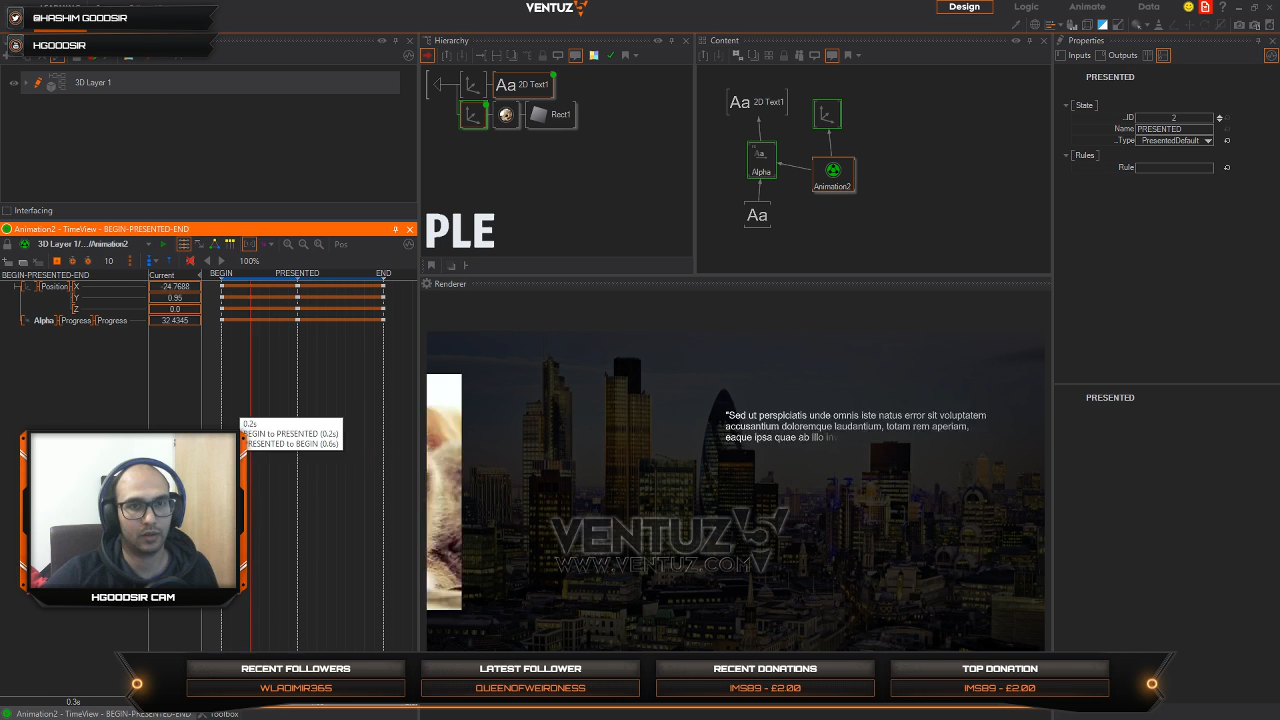 @HASHIM GOODSIR
HGOODSIR
VENTUZ 5
Design
Logic
Animate
Data
3D Layer 1
Interfacing
Hierarchy
Aa 2D Text1
Rect1
PLE
Content
Aa 2D Text1
Aa
Alpha
Animation2
Aa
Properties
Inputs
Outputs
PRESENTED
State
..ID
2
Name
PRESENTED
..Type
PresentedDefault
Rules
Rule
PRESENTED
Animation2 - TimeView - BEGIN-PRESENTED-END
3D Layer 1/.../Animation2
Pos
10
100%
BEGIN-PRESENTED-END
Current
BEGIN
PRESENTED
END
Position
X
-24.7688
Y
0.95
Z
0.0
Alpha
Progress
Progress
32.4345
0.2s
BEGIN to PRESENTED (0.2s)
PRESENTED to BEGIN (0.6s)
Renderer
"Sed ut perspiciatis unde omnis iste natus error sit voluptatem
accusantium doloremque laudantium, totam rem aperiam,
eaque ipsa quae ab illo inv
VENTUZ 5
WWW.VENTUZ.COM
HGOODSIR CAM
RECENT FOLLOWERS
WLADIMIR365
LATEST FOLLOWER
QUEENOFWEIRDNESS
RECENT DONATIONS
IMSB9 - £2.00
TOP DONATION
IMSB9 - £2.00
0.3s
Animation2 - TimeView - BEGIN-PRESENTED-END
Toolbox